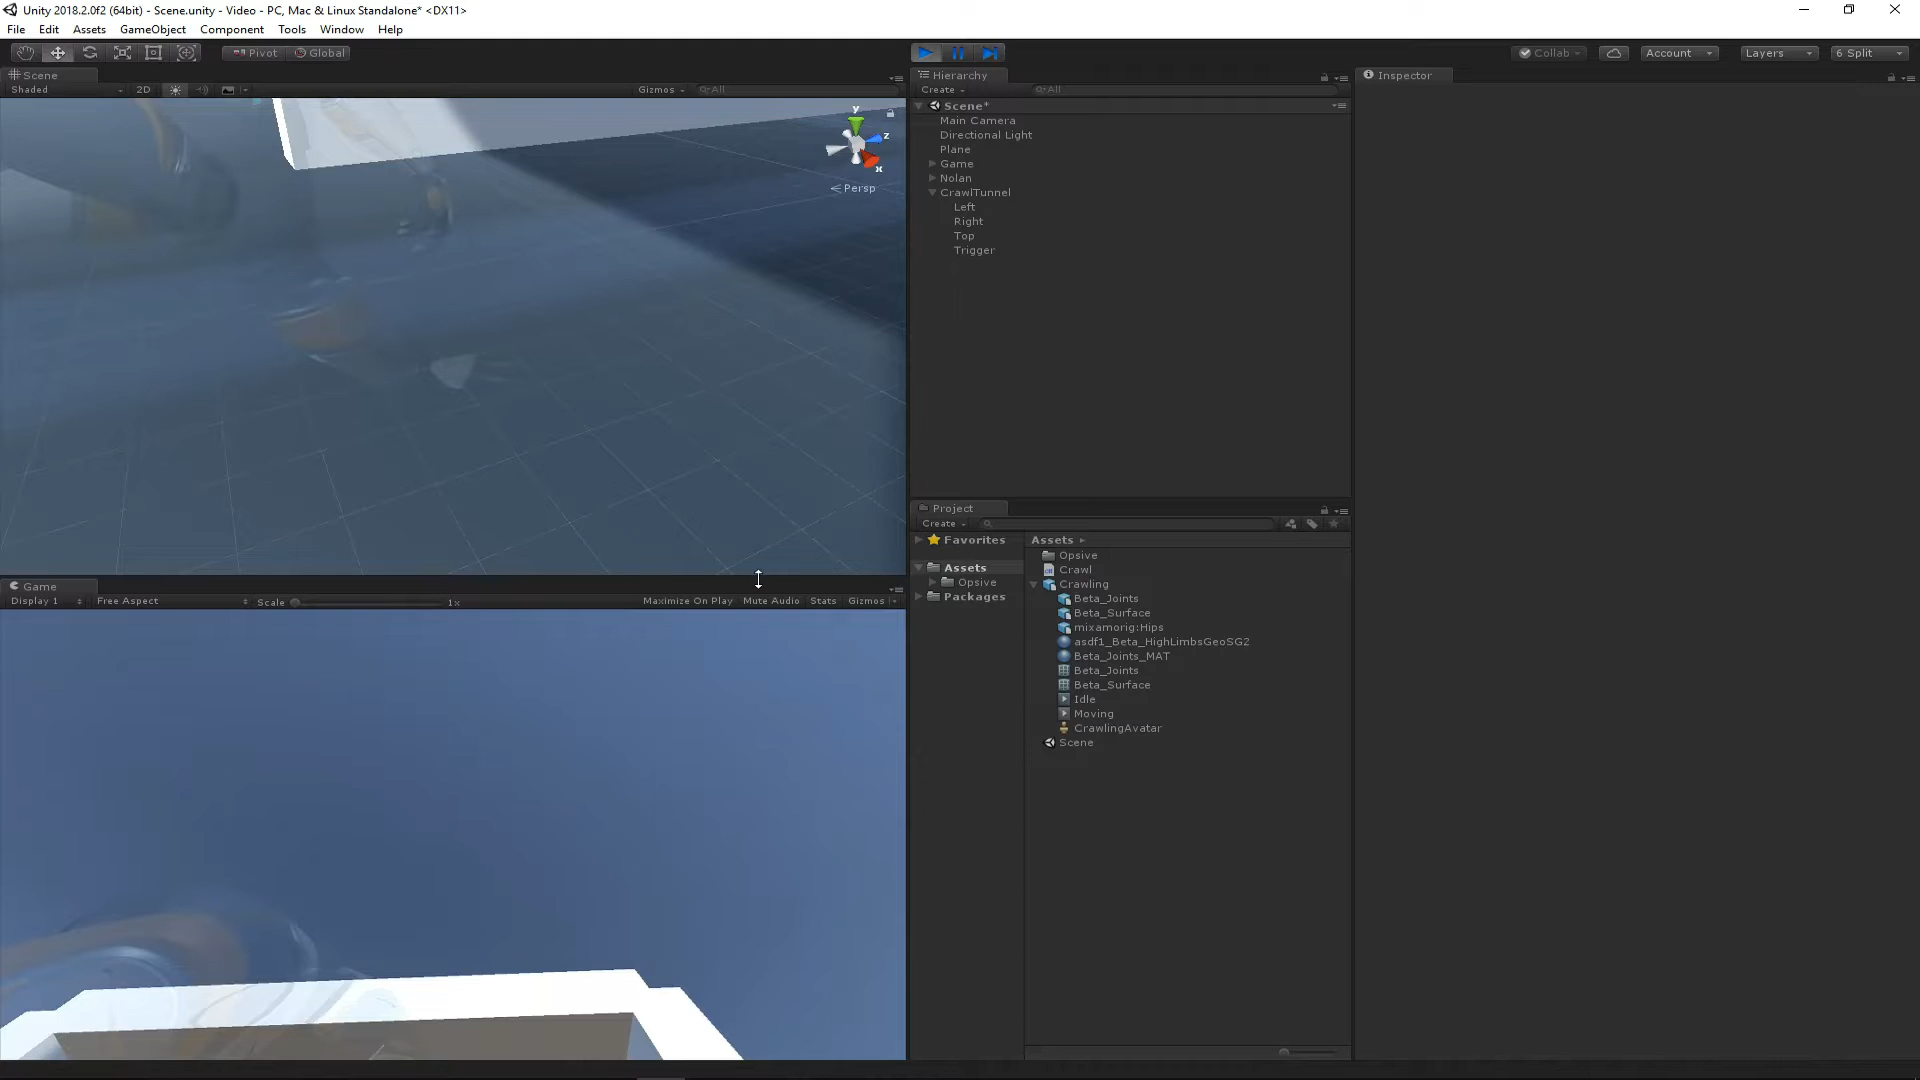 Unity 2018.2.0f2 (64bit) - Scene.unity - Video - PC, Mac & Linux Standalone* <DX11>
File Edit Assets GameObject Component Tools Window Help
Pivot Global Collab Account Layers 6 Split
Scene
Shaded 2D Gizmos All
y
z
x
Persp
Hierarchy
Create All
Scene*
Main Camera
Directional Light
Plane
Game
Nolan
CrawlTunnel
Left
Right
Top
Trigger
Inspector
Game
Display 1 Free Aspect Scale 1x Maximize On Play Mute Audio Stats Gizmos
Project
Create
Favorites
Assets
Opsive
Packages
Assets
Opsive
Crawl
Crawling
Beta_Joints
Beta_Surface
mixamorig:Hips
asdf1_Beta_HighLimbsGeoSG2
Beta_Joints_MAT
Beta_Joints
Beta_Surface
Idle
Moving
CrawlingAvatar
Scene